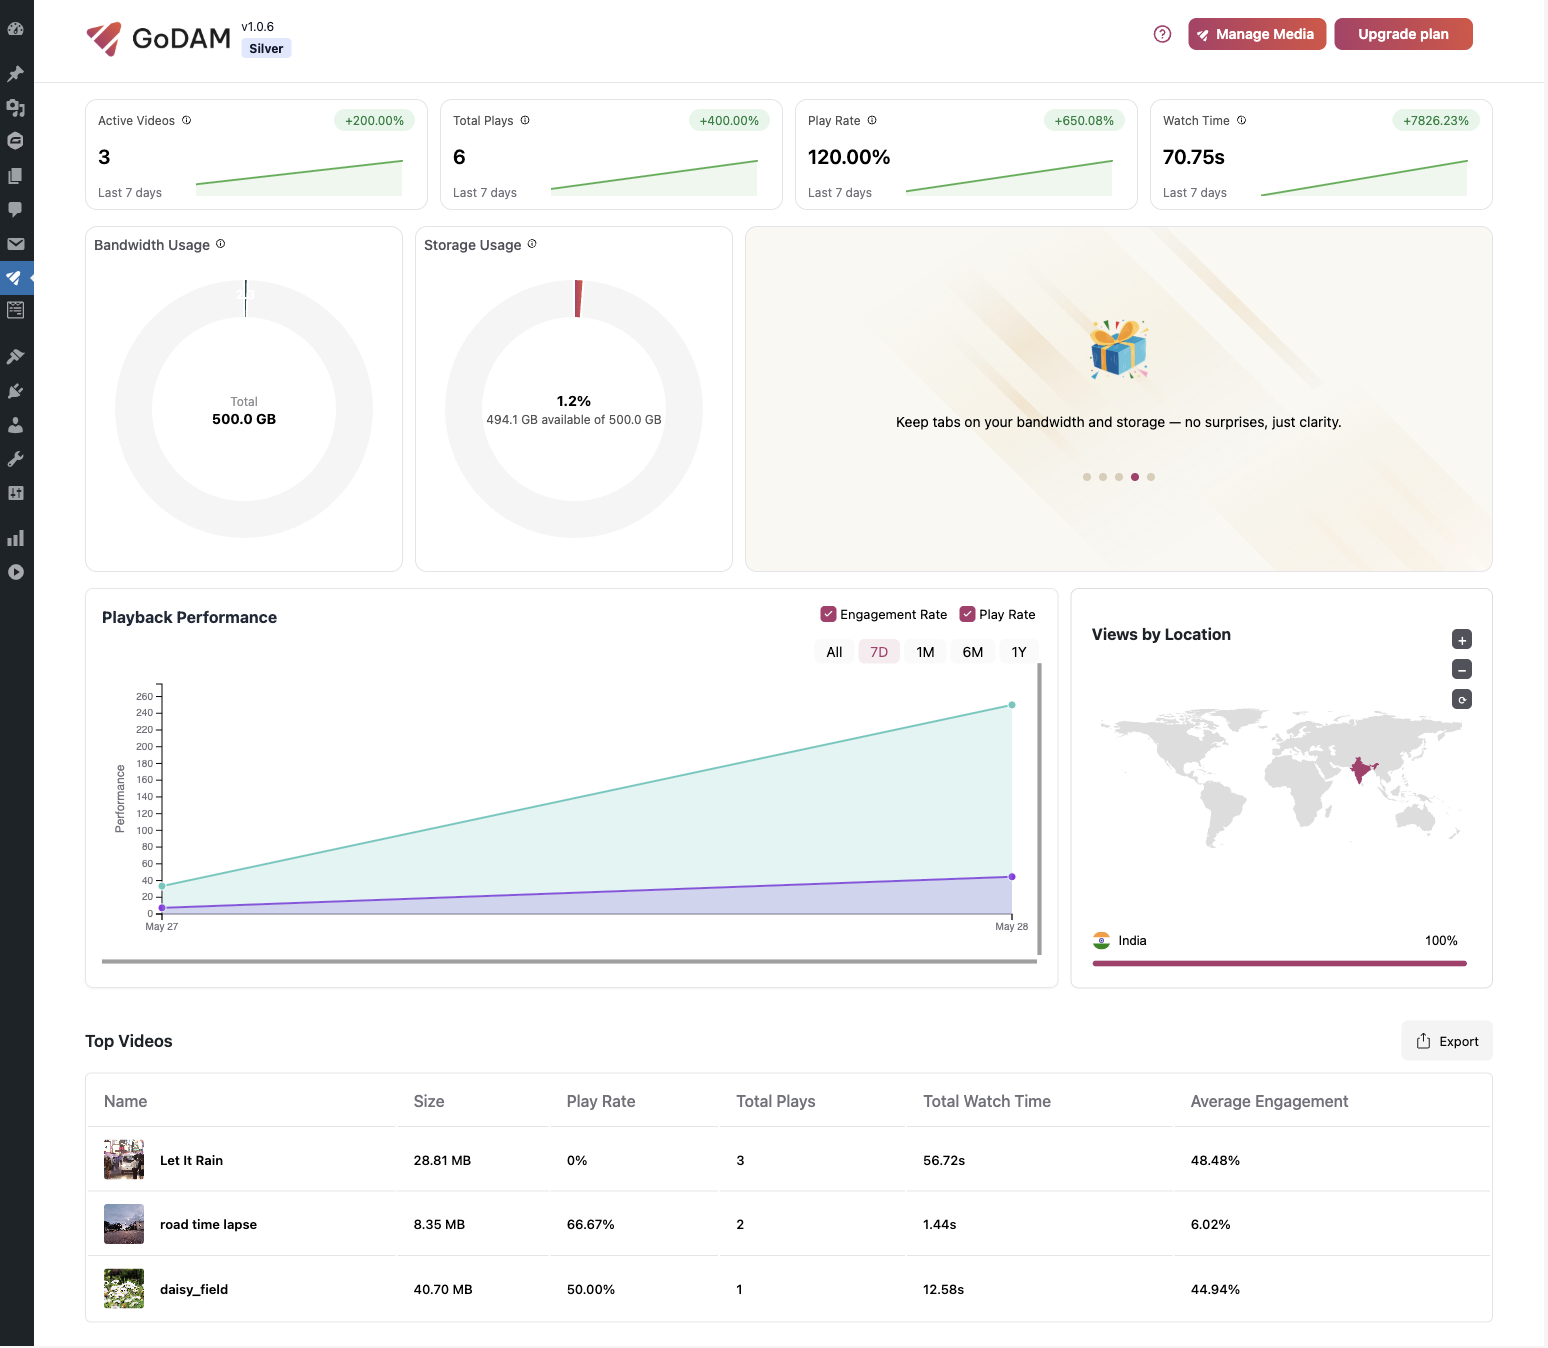 GoDAM
v1.0.6
Silver
Manage Media
Upgrade plan
Active Videos
+200.00%
3
Last 7 days
Total Plays
+400.00%
6
Last 7 days
Play Rate
+650.08%
120.00%
Last 7 days
Watch Time
+7826.23%
70.75s
Last 7 days
Bandwidth Usage
Total
500.0 GB
Storage Usage
1.2%
494.1 GB available of 500.0 GB
Keep tabs on your bandwidth and storage — no surprises, just clarity.
Playback Performance
Engagement Rate
Play Rate
All
7D
1M
6M
1Y
Performance
260
240
220
200
180
160
140
120
100
80
60
40
20
0
May 27
May 28
Views by Location
India
100%
Top Videos
Export
Name Size Play Rate Total Plays Total Watch Time Average Engagement
Let It Rain 28.81 MB 0% 3 56.72s 48.48%
road time lapse 8.35 MB 66.67% 2 1.44s 6.02%
daisy_field 40.70 MB 50.00% 1 12.58s 44.94%